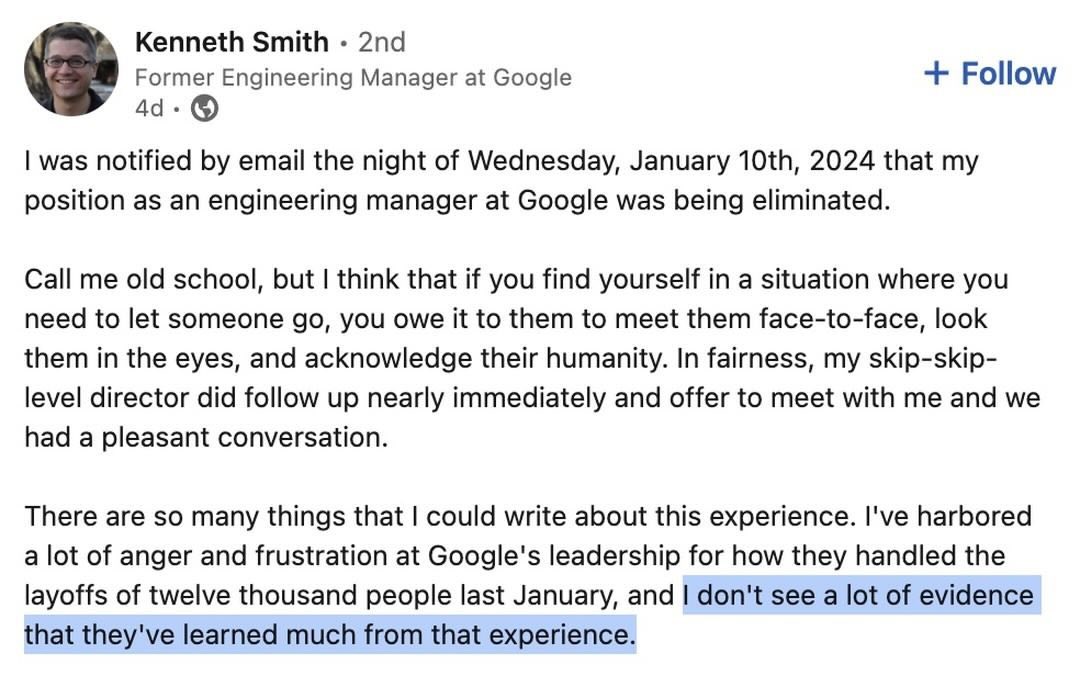 Kenneth Smith • 2nd
Former Engineering Manager at Google
4d •
+ Follow
I was notified by email the night of Wednesday, January 10th, 2024 that my
position as an engineering manager at Google was being eliminated.
Call me old school, but I think that if you find yourself in a situation where you
need to let someone go, you owe it to them to meet them face-to-face, look
them in the eyes, and acknowledge their humanity. In fairness, my skip-skip-
level director did follow up nearly immediately and offer to meet with me and we
had a pleasant conversation.
There are so many things that I could write about this experience. I've harbored
a lot of anger and frustration at Google's leadership for how they handled the
layoffs of twelve thousand people last January, and I don't see a lot of evidence
that they've learned much from that experience.